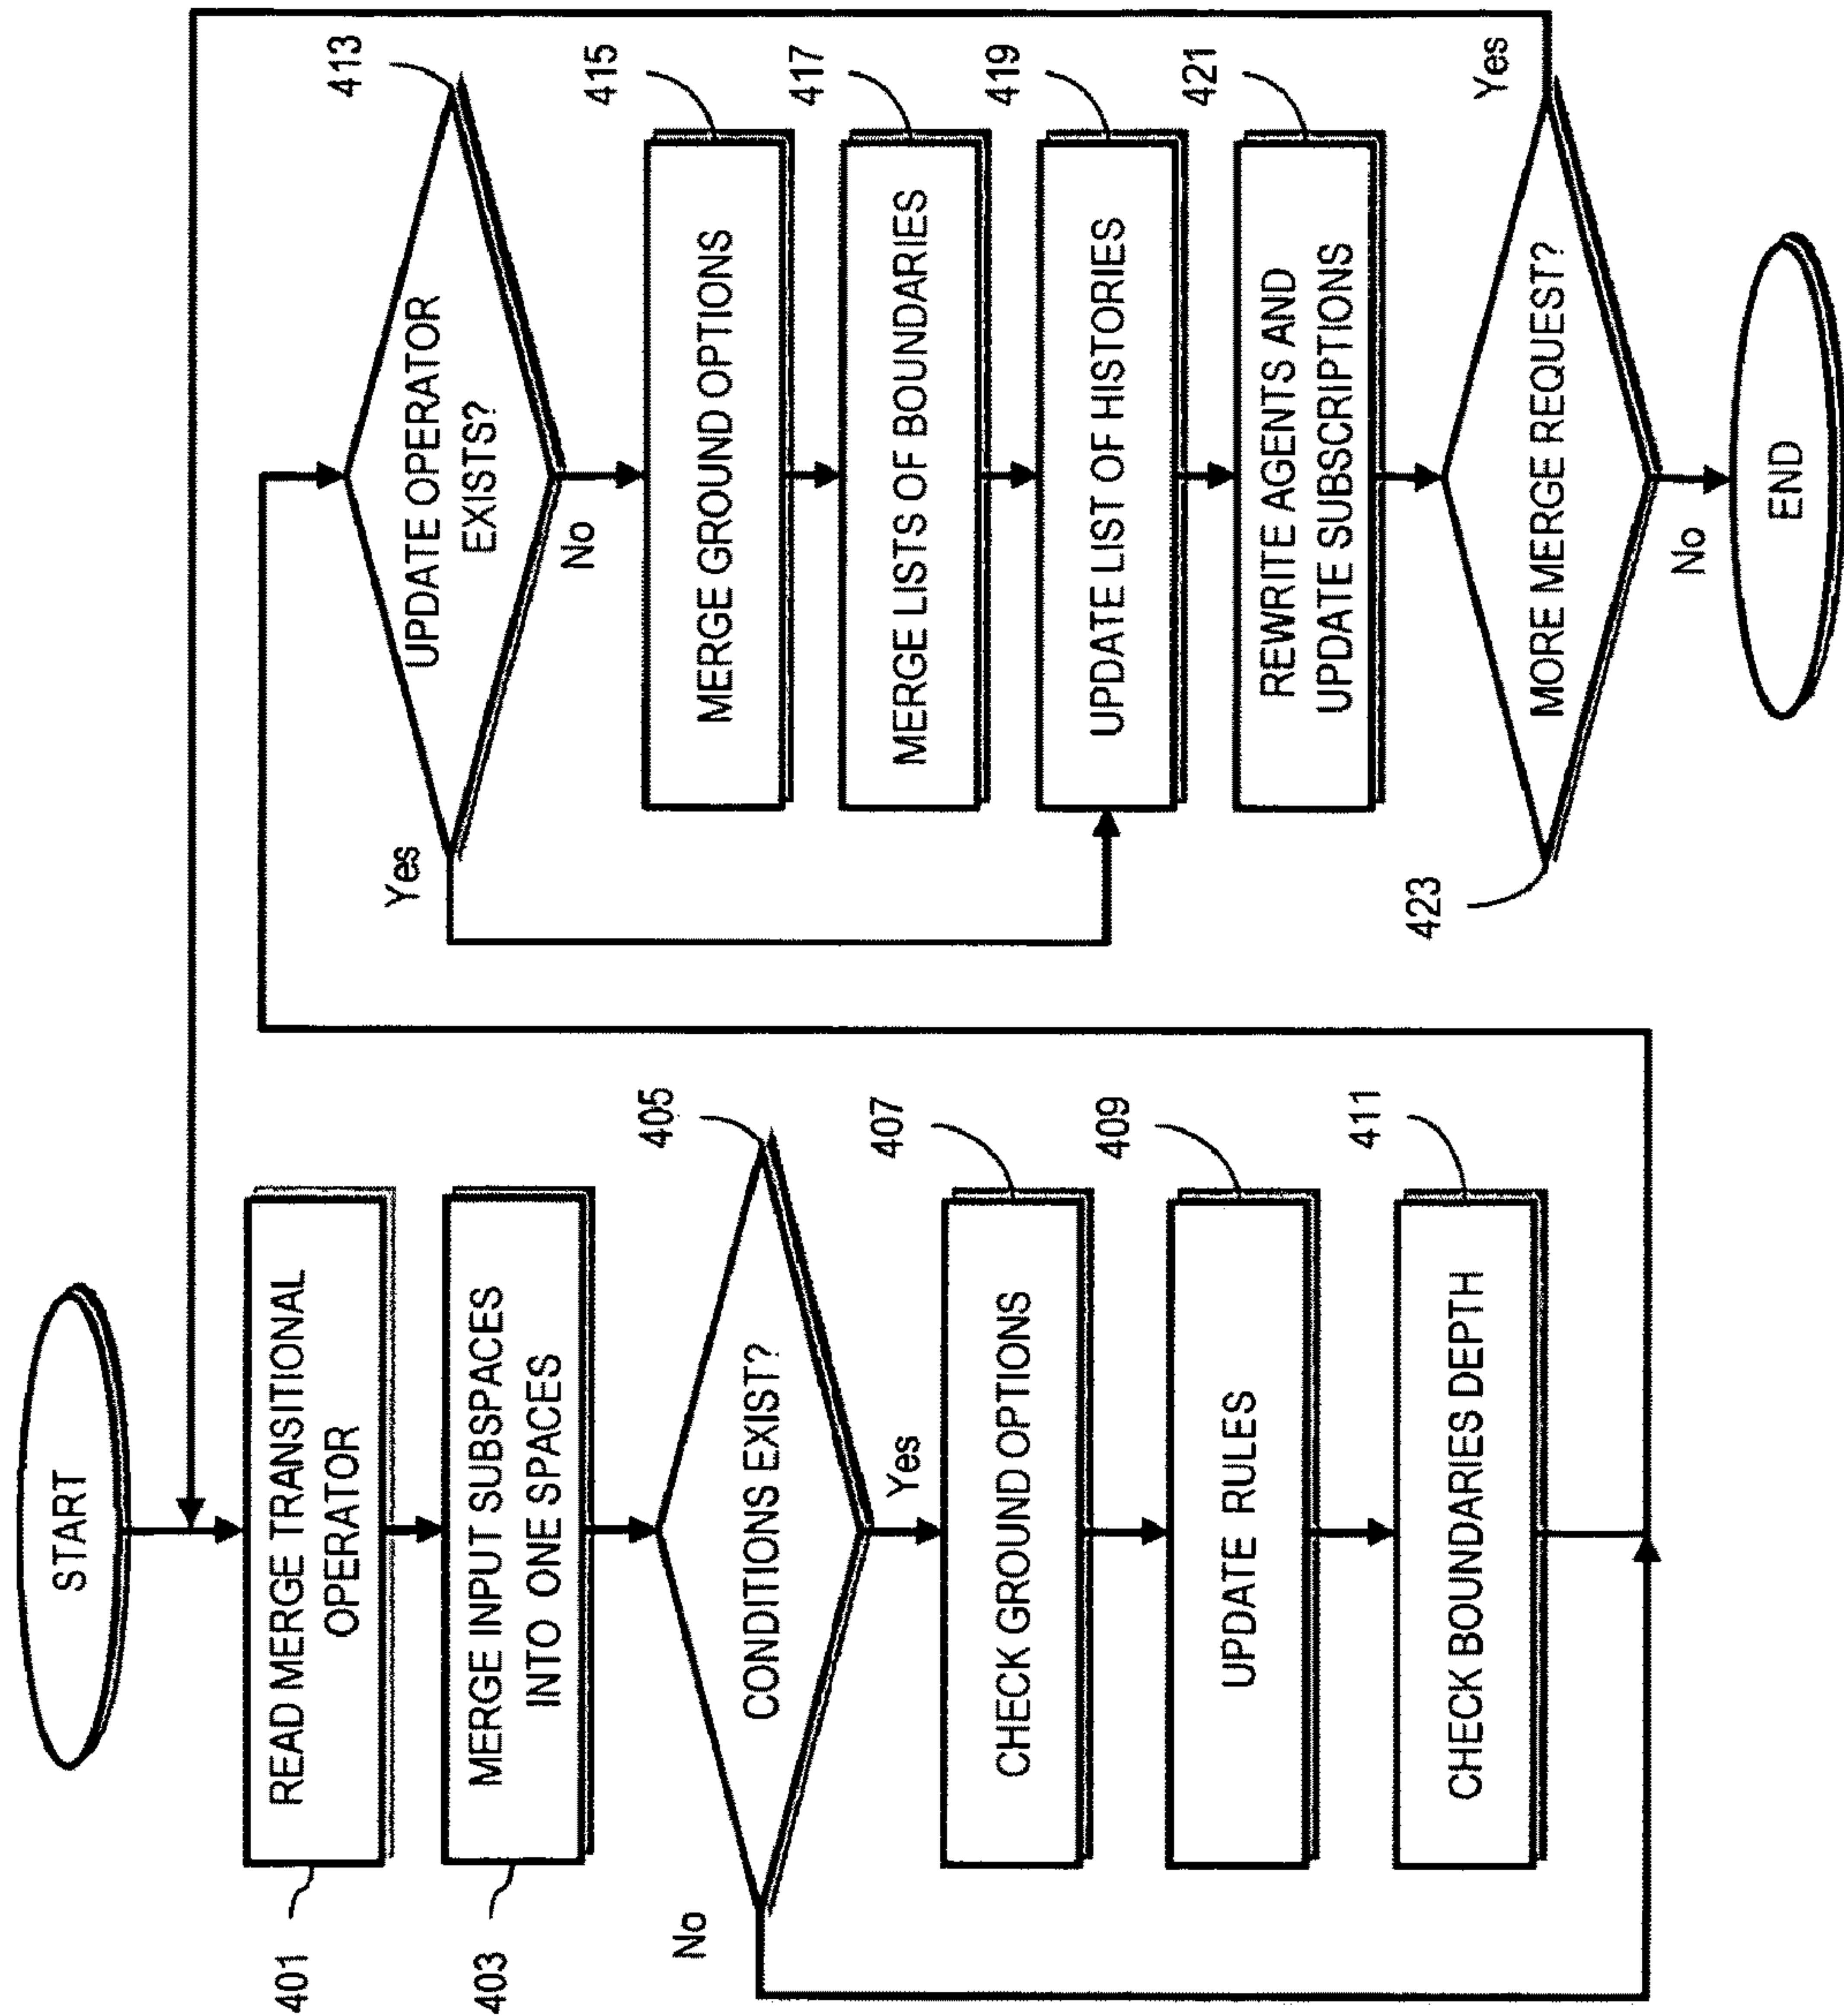 START
401
READ MERGE TRANSITIONAL
OPERATOR
403
MERGE INPUT SUBSPACES
INTO ONE SPACES
405
CONDITIONS EXIST?
No
Yes
407
CHECK GROUND OPTIONS
409
UPDATE RULES
411
CHECK BOUNDARIES DEPTH
413
UPDATE OPERATOR
EXISTS?
Yes
No
415
MERGE GROUND OPTIONS
417
MERGE LISTS OF BOUNDARIES
419
UPDATE LIST OF HISTORIES
421
REWRITE AGENTS AND
UPDATE SUBSCRIPTIONS
423
MORE MERGE REQUEST?
Yes
No
END